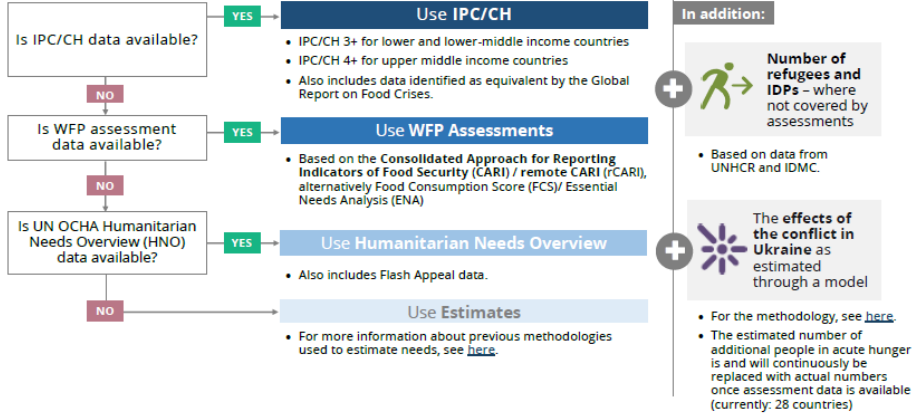 Is IPC/CH data available?
YES
Use IPC/CH
• IPC/CH 3+ for lower and lower-middle income countries
• IPC/CH 4+ for upper middle income countries
• Also includes data identified as equivalent by the Global
Report on Food Crises.
NO
Is WFP assessment
data available?
YES
Use WFP Assessments
• Based on the Consolidated Approach for Reporting
Indicators of Food Security (CARI) / remote CARI (rCARI),
alternatively Food Consumption Score (FCS)/ Essential
Needs Analysis (ENA)
NO
Is UN OCHA Humanitarian
Needs Overview (HNO)
data available?
YES
Use Humanitarian Needs Overview
• Also includes Flash Appeal data.
NO
Use Estimates
• For more information about previous methodologies
used to estimate needs, see here.
In addition:
Number of
refugees and
IDPs – where
not covered by
assessments
• Based on data from
UNHCR and IDMC.
The effects of
the conflict in
Ukraine as
estimated
through a model
• For the methodology, see here.
• The estimated number of
additional people in acute hunger
is and will continuously be
replaced with actual numbers
once assessment data is available
(currently: 28 countries)